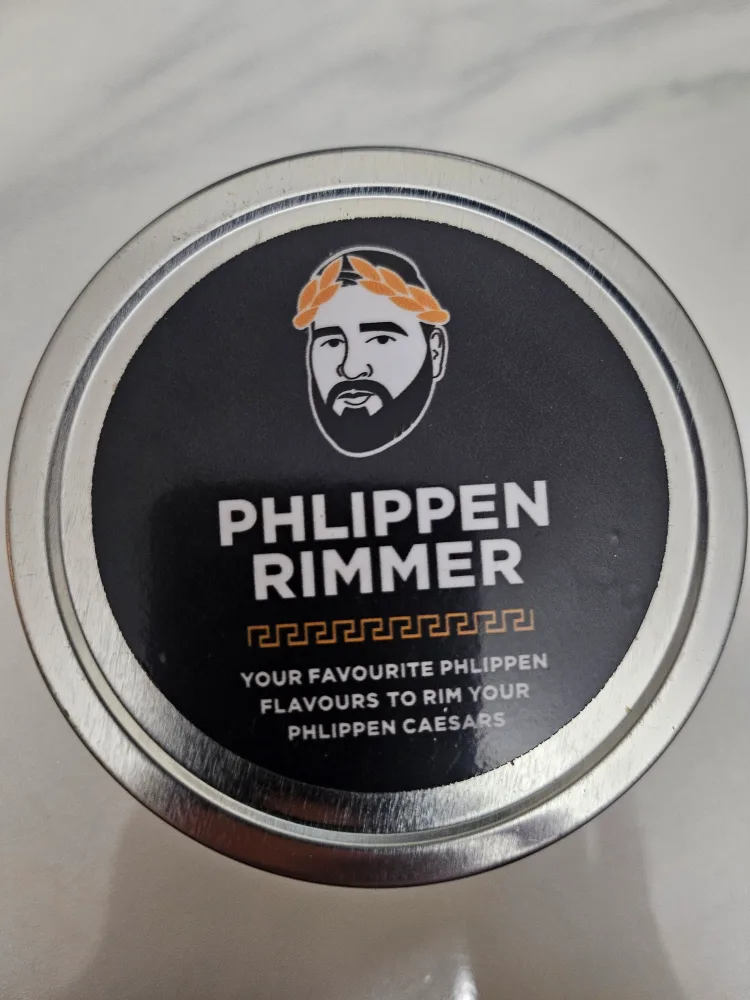 PHLIPPEN
RIMMER
YOUR FAVOURITE PHLIPPEN
FLAVOURS TO RIM YOUR
PHLIPPEN CAESARS